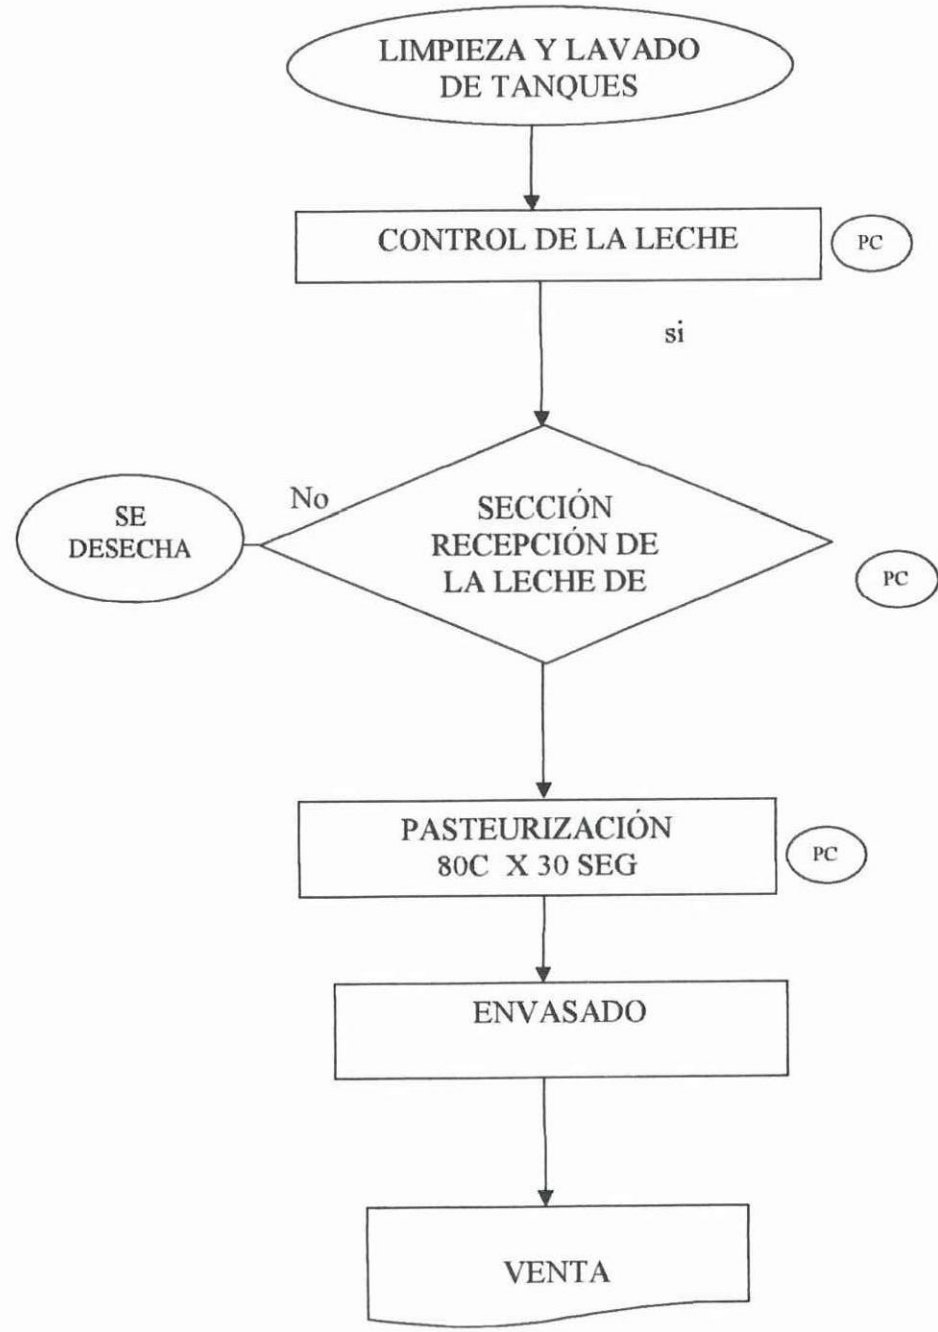 LIMPIEZA Y LAVADO
DE TANQUES
CONTROL DE LA LECHE
PC
si
No
SE
DESECHA
SECCIÓN
RECEPCIÓN DE
LA LECHE DE
PC
PASTEURIZACIÓN
80C X 30 SEG
PC
ENVASADO
VENTA